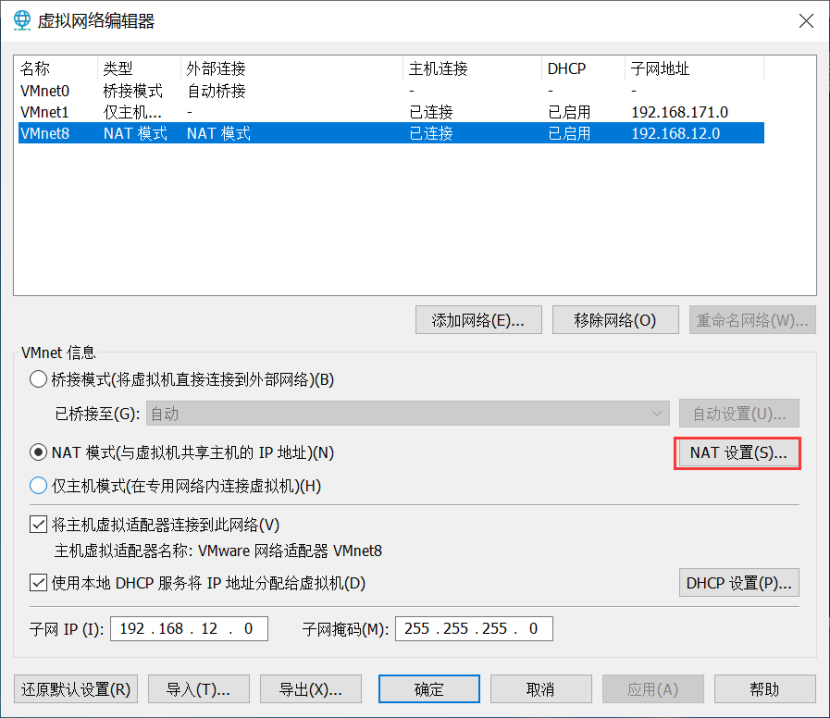 虚拟网络编辑器
名称 类型 外部连接 主机连接 DHCP 子网地址
VMnet0 桥接模式 自动桥接 - - -
VMnet1 仅主机... - 已连接 已启用 192.168.171.0
VMnet8 NAT 模式 NAT 模式 已连接 已启用 192.168.12.0
添加网络(E)... 移除网络(O) 重命名网络(W)...
VMnet 信息
桥接模式(将虚拟机直接连接到外部网络)(B)
已桥接至(G): 自动 自动设置(U)...
NAT 模式(与虚拟机共享主机的 IP 地址)(N) NAT 设置(S)...
仅主机模式(在专用网络内连接虚拟机)(H)
将主机虚拟适配器连接到此网络(V)
主机虚拟适配器名称: VMware 网络适配器 VMnet8
使用本地 DHCP 服务将 IP 地址分配给虚拟机(D) DHCP 设置(P)...
子网 IP (I): 192 . 168 . 12 . 0 子网掩码(M): 255 . 255 . 255 . 0
还原默认设置(R) 导入(T)... 导出(X)... 确定 取消 应用(A) 帮助